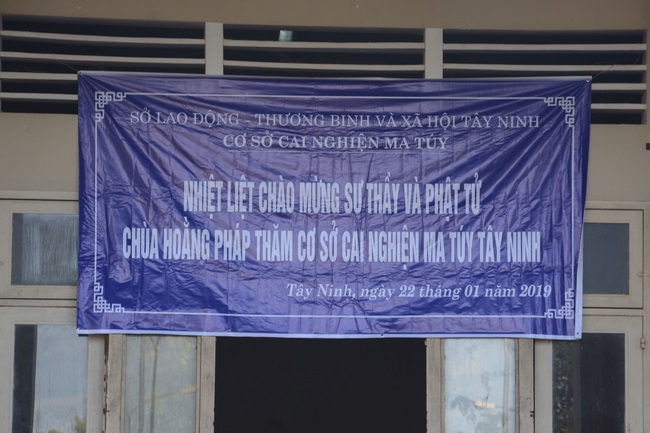 SỞ LAO ĐỘNG - THƯƠNG BINH VÀ XÃ HỘI TÂY NINH
CƠ SỞ CAI NGHIỆN MA TÚY
NHIỆT LIỆT CHÀO MỪNG SƯ THẦY VÀ PHẬT TỬ
CHÙA HOẰNG PHÁP THĂM CƠ SỞ CAI NGHIỆN MA TÚY TÂY NINH
Tây Ninh, ngày 22 tháng 01 năm 2019